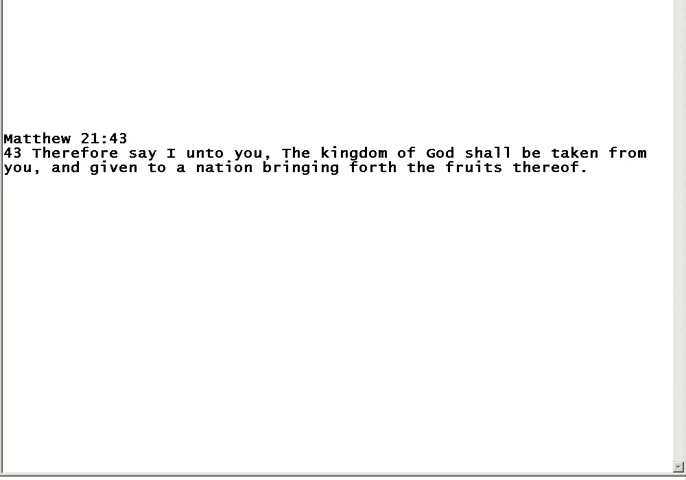 Matthew 21:43
43 Therefore say I unto you, The kingdom of God shall be taken from
you, and given to a nation bringing forth the fruits thereof.